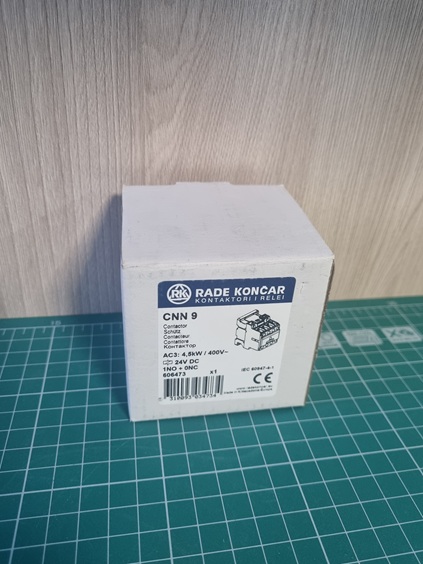 RK
RADE KONČAR
KONTAKTORI I RELEI
CNN 9
Contactor
Schütz
Contacteur
Contattore
Контактор
AC3: 4,5kW / 400V~
24V DC
1NO + 0NC
606473 x1
IEC 60947-4-1
CE